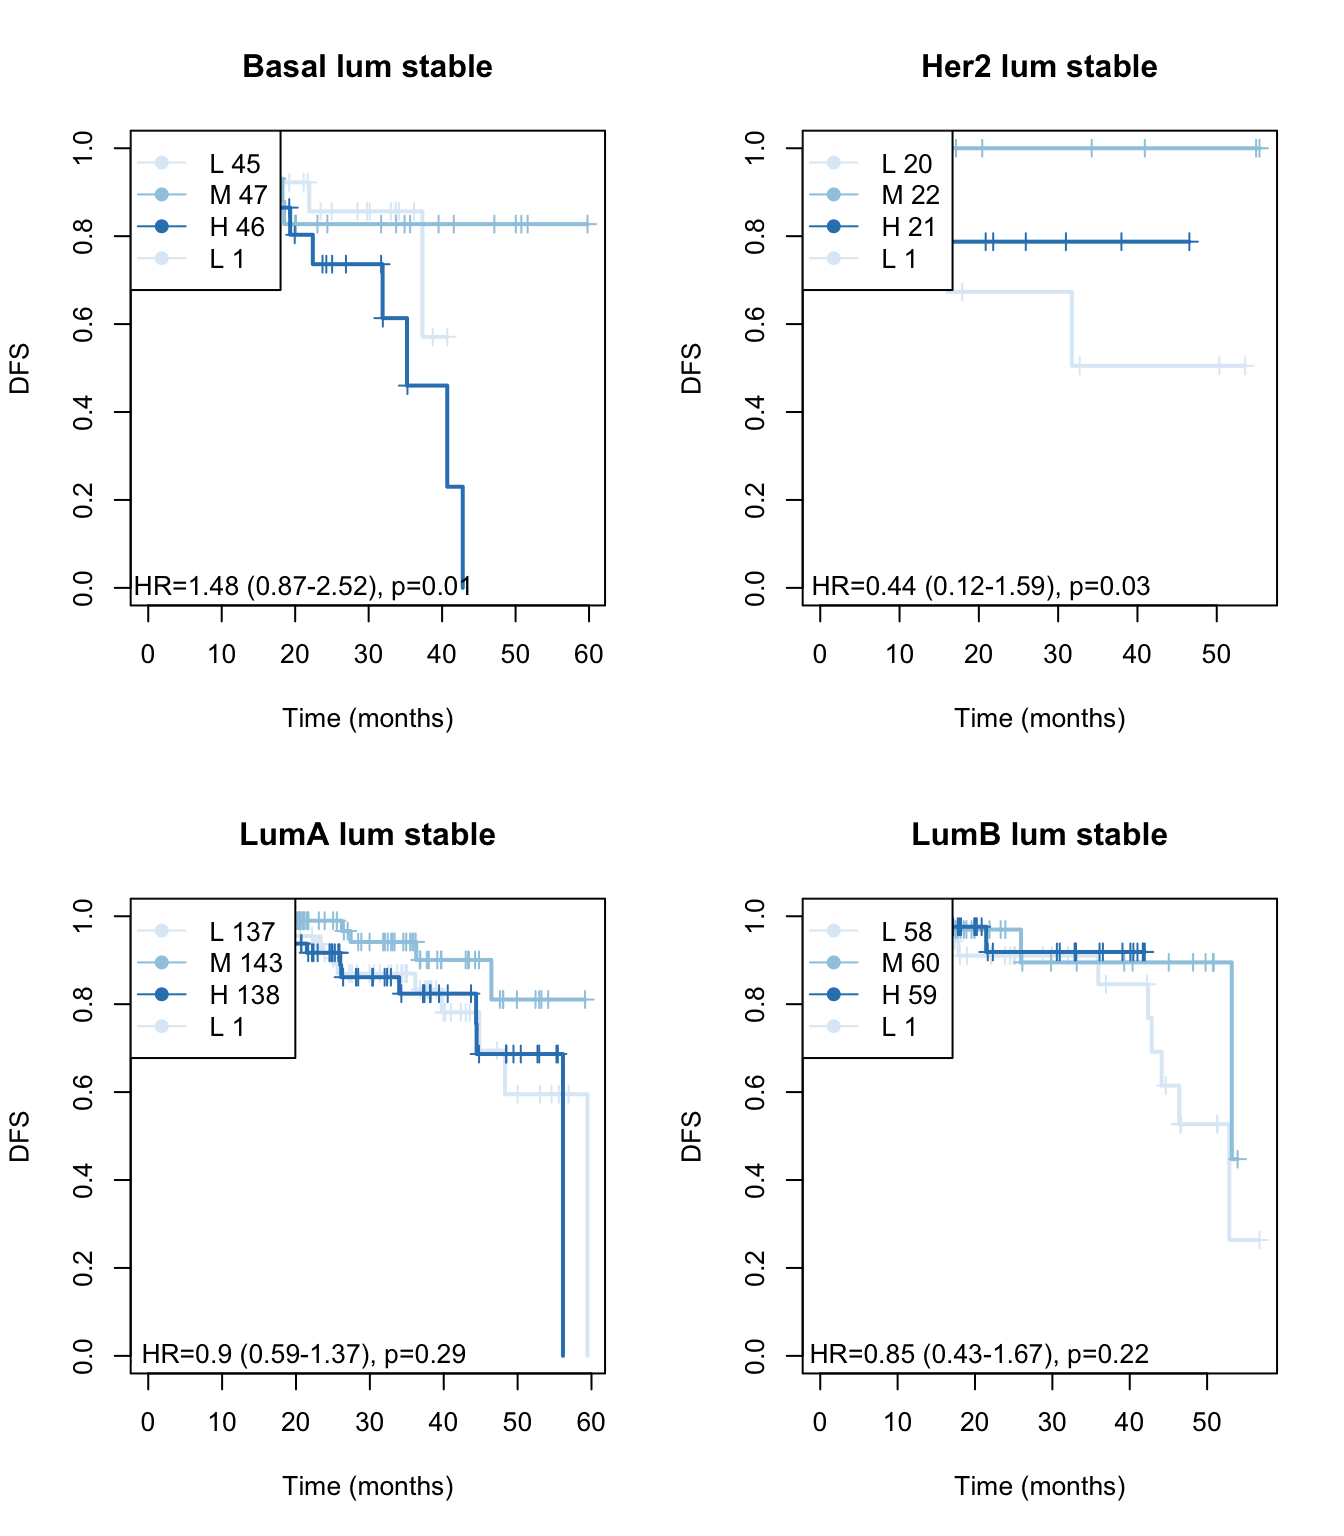 Basal lum stable
1.0
0.8
0.6
0.4
0.2
0.0
DFS
L 45
M 47
H 46
L 1
HR=1.48 (0.87-2.52), p=0.01
0 10 20 30 40 50 60
Time (months)
Her2 lum stable
1.0
0.8
0.6
0.4
0.2
0.0
DFS
L 20
M 22
H 21
L 1
HR=0.44 (0.12-1.59), p=0.03
0 10 20 30 40 50
Time (months)
LumA lum stable
1.0
0.8
0.6
0.4
0.2
0.0
DFS
L 137
M 143
H 138
L 1
HR=0.9 (0.59-1.37), p=0.29
0 10 20 30 40 50 60
Time (months)
LumB lum stable
1.0
0.8
0.6
0.4
0.2
0.0
DFS
L 58
M 60
H 59
L 1
HR=0.85 (0.43-1.67), p=0.22
0 10 20 30 40 50
Time (months)